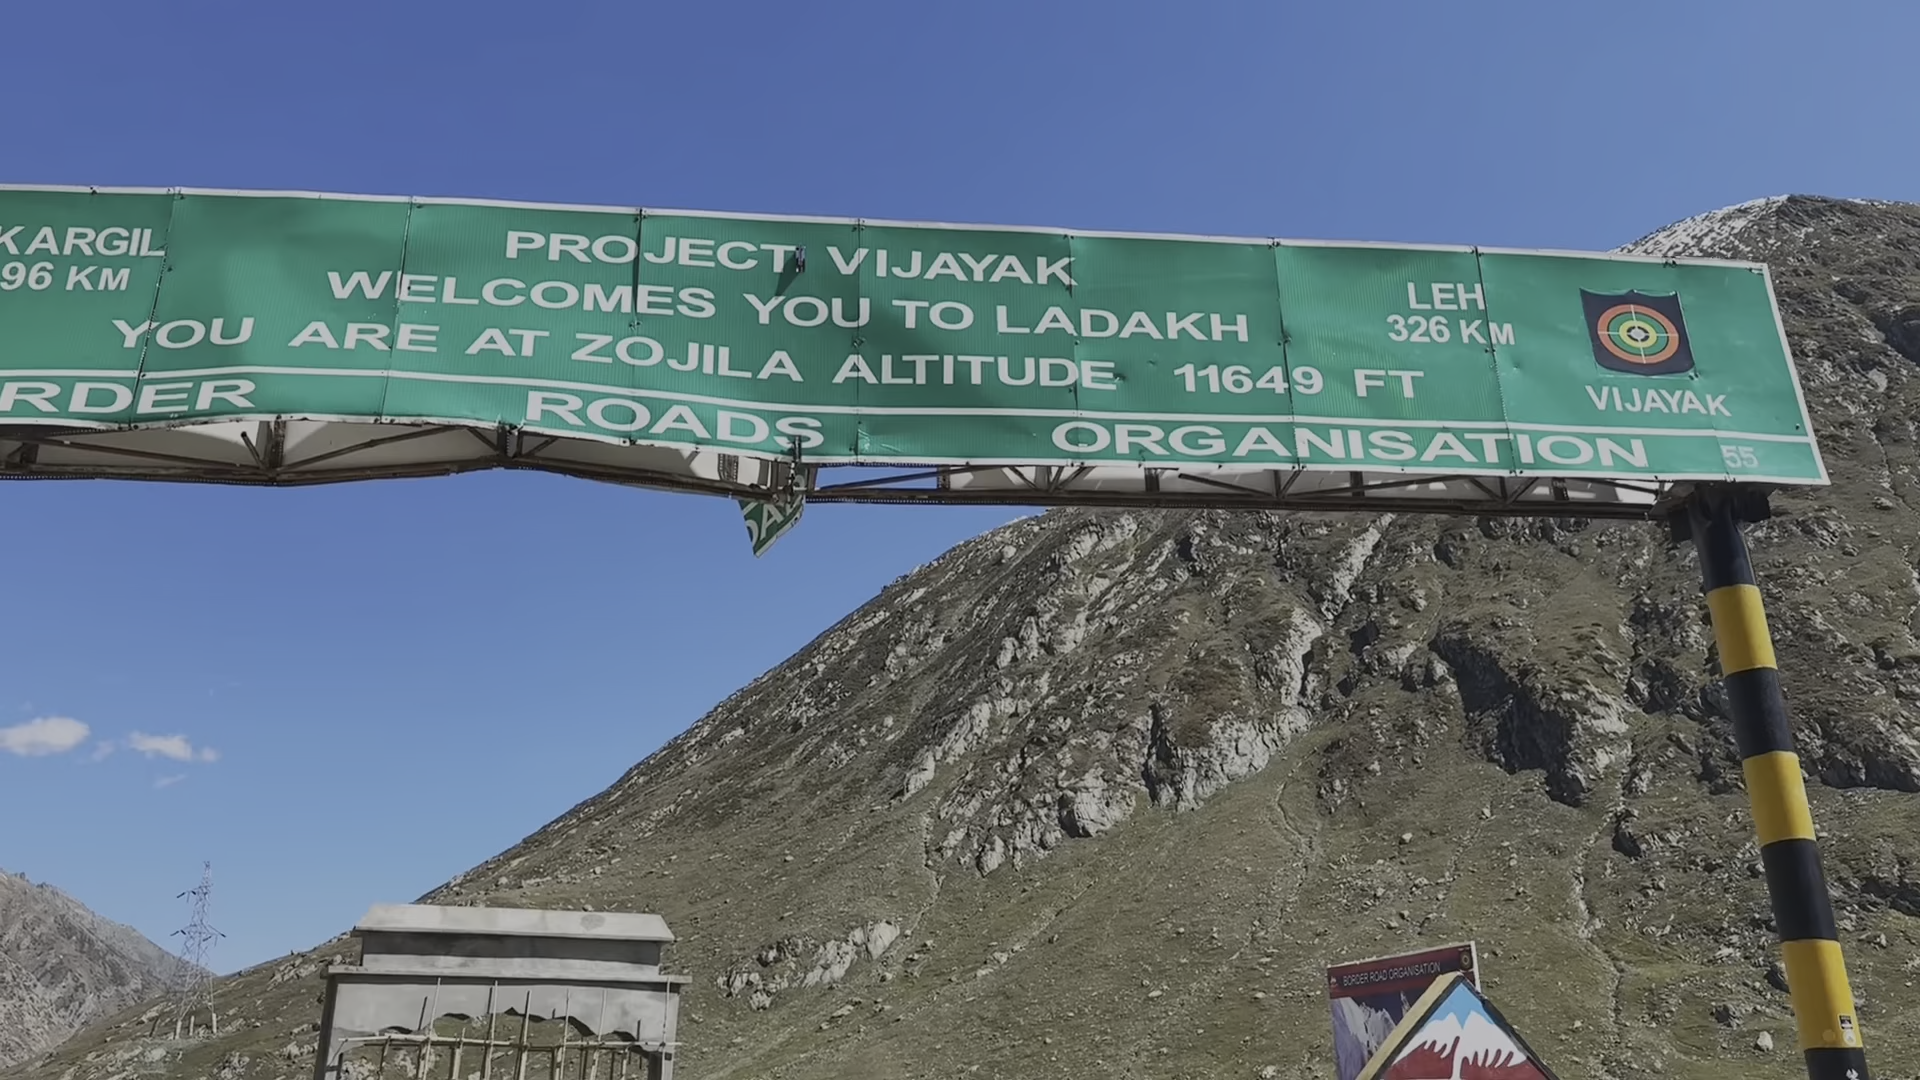 KARGIL
96 KM
PROJECT VIJAYAK
WELCOMES YOU TO LADAKH
YOU ARE AT ZOJILA ALTITUDE 11649 FT
LEH
326 KM
VIJAYAK
RDER ROADS ORGANISATION
55
DA
BORDER ROAD ORGANISATION